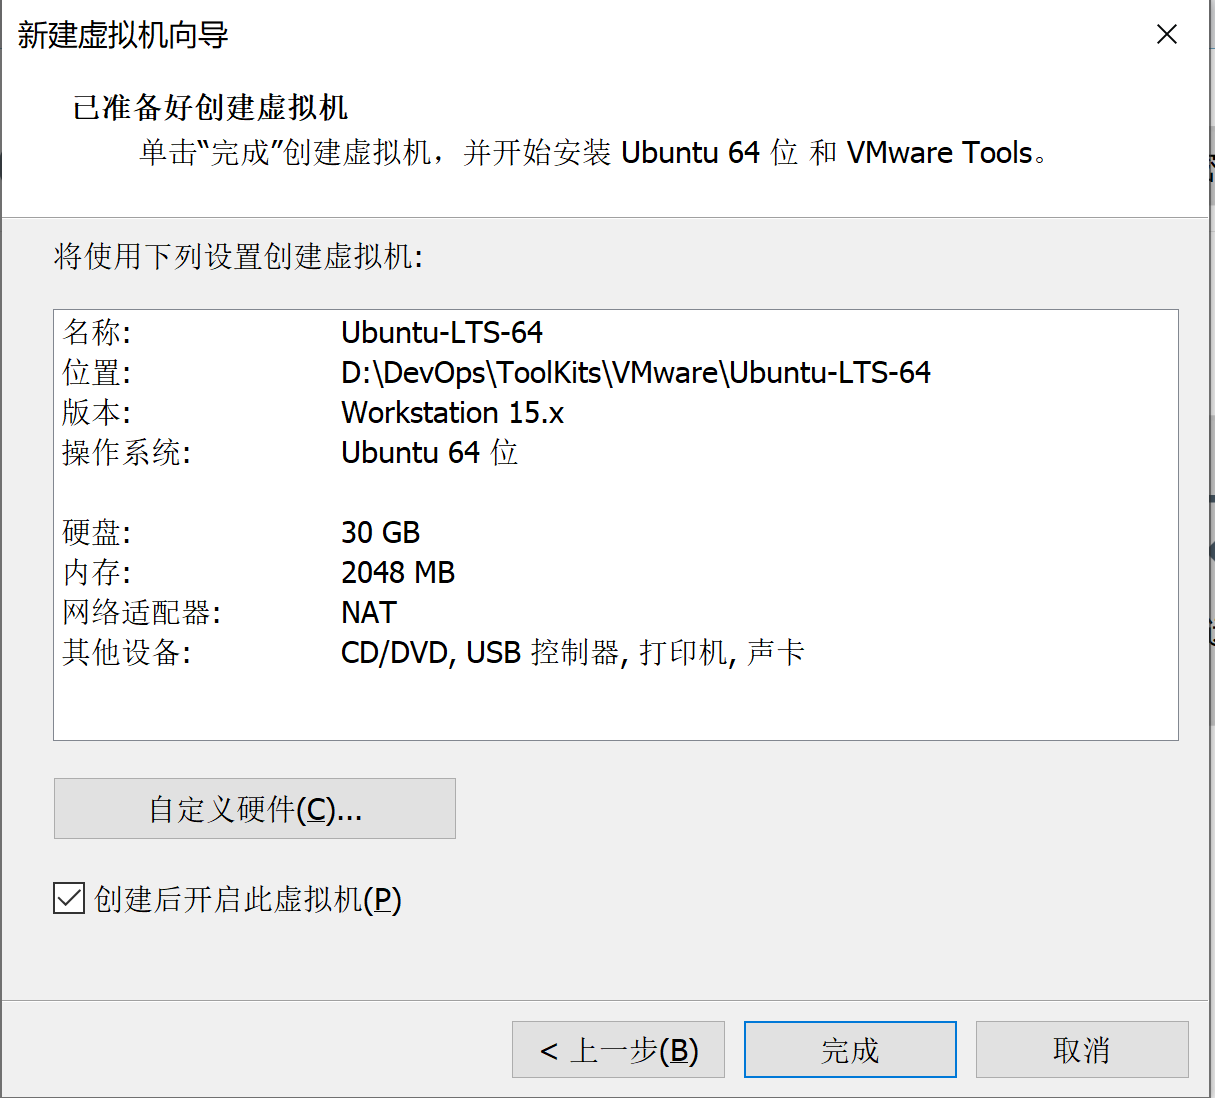 新建虚拟机向导
已准备好创建虚拟机
单击“完成”创建虚拟机，并开始安装 Ubuntu 64 位 和 VMware Tools。
将使用下列设置创建虚拟机:
名称: Ubuntu-LTS-64
位置: D:\DevOps\ToolKits\VMware\Ubuntu-LTS-64
版本: Workstation 15.x
操作系统: Ubuntu 64 位
硬盘: 30 GB
内存: 2048 MB
网络适配器: NAT
其他设备: CD/DVD, USB 控制器, 打印机, 声卡
自定义硬件(C)...
创建后开启此虚拟机(P)
< 上一步(B) 完成 取消